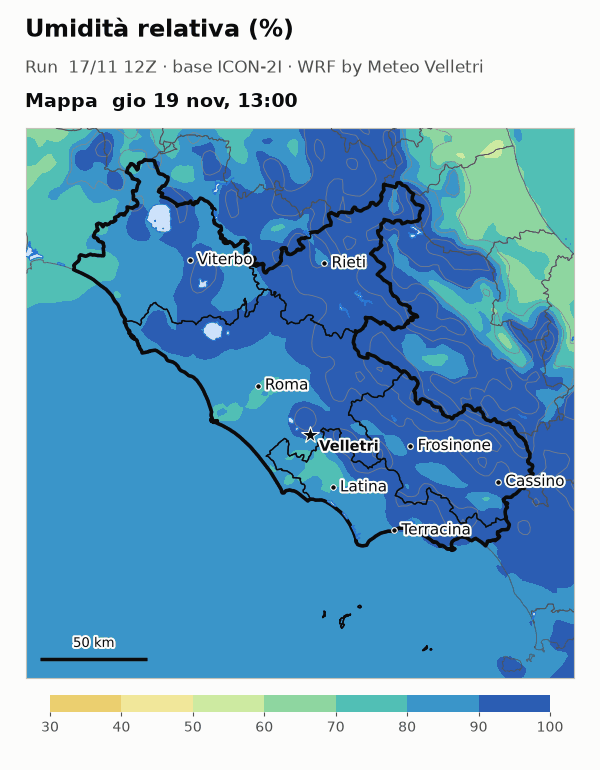 Umidità relativa (%)
Run  17/11 12Z · base ICON-2I · WRF by Meteo Velletri
Mappa  gio 19 nov, 13:00
Viterbo
Rieti
Roma
Velletri
Frosinone
Cassino
Latina
Terracina
50 km
30 40 50 60 70 80 90 100